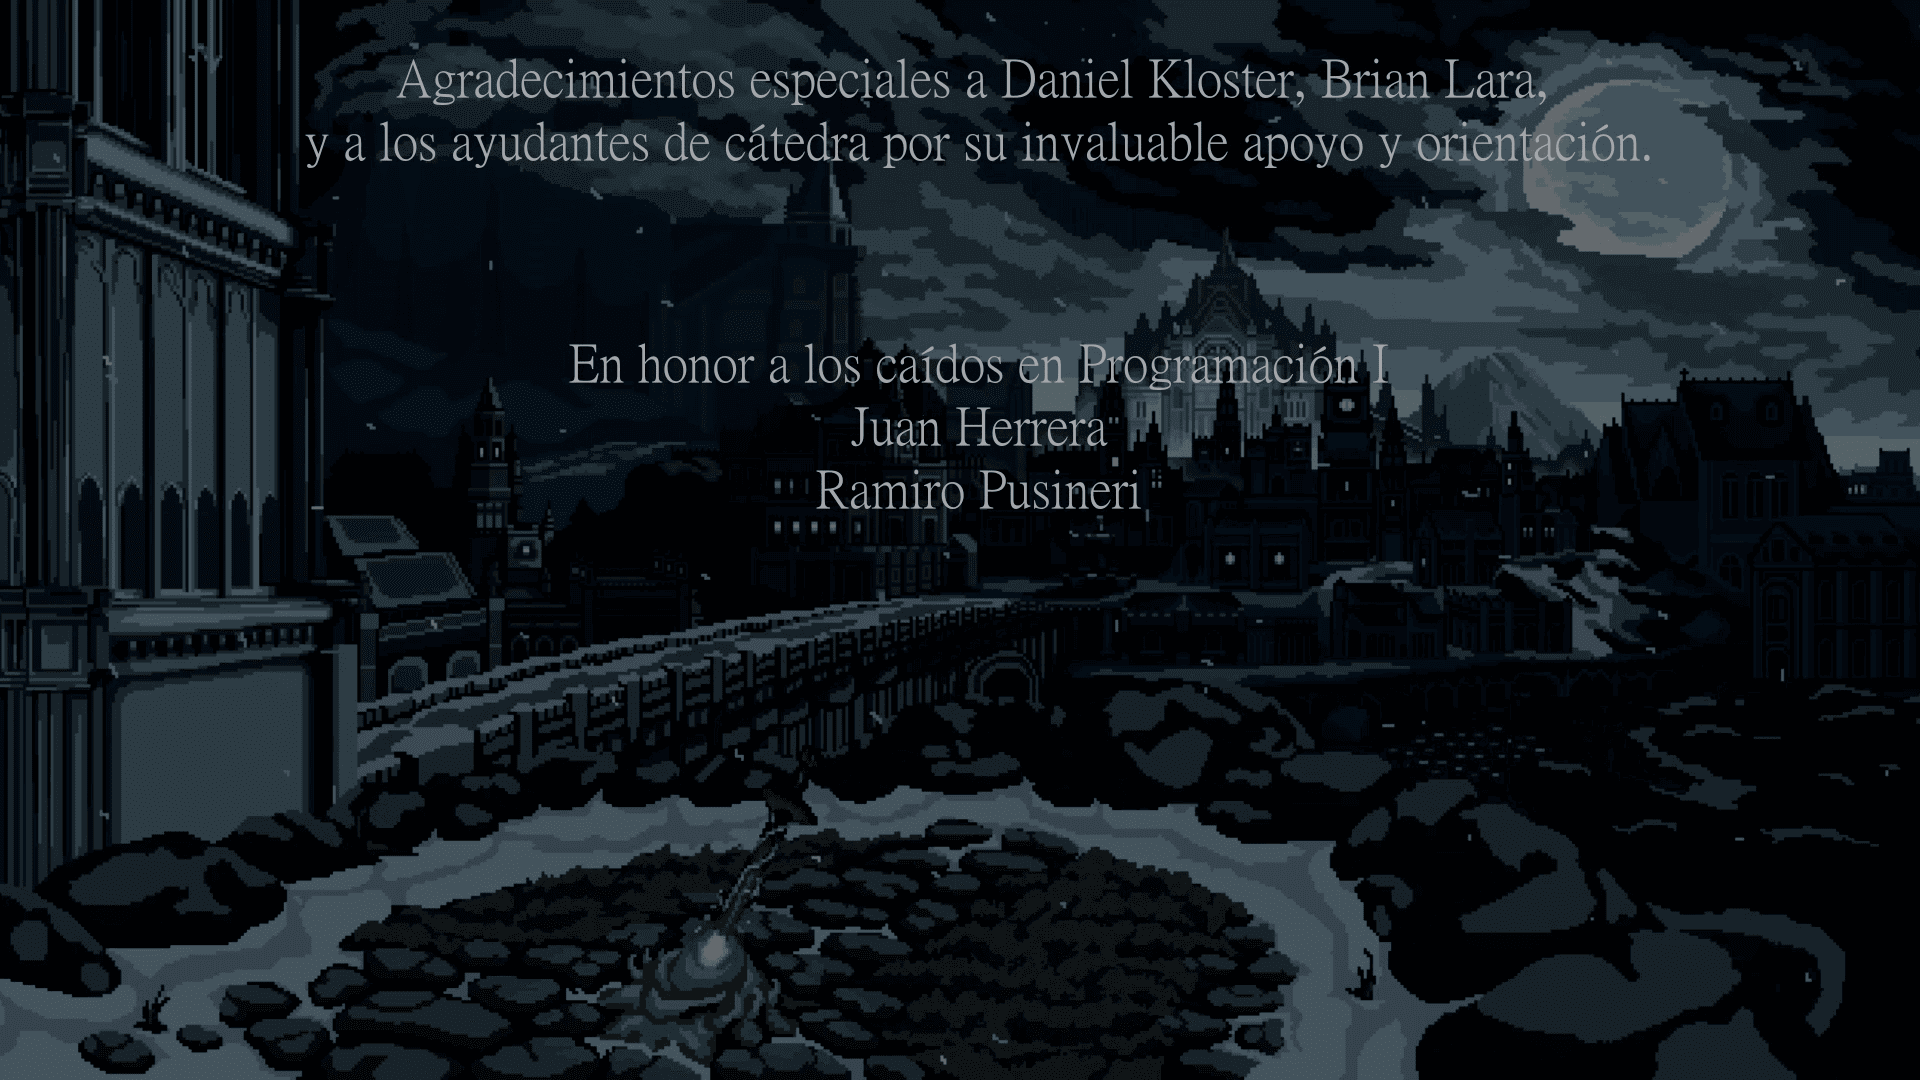 Agradecimientos especiales a Daniel Kloster, Brian Lara,
y a los ayudantes de cátedra por su invaluable apoyo y orientación.
En honor a los caídos en Programación I
Juan Herrera
Ramiro Pusineri